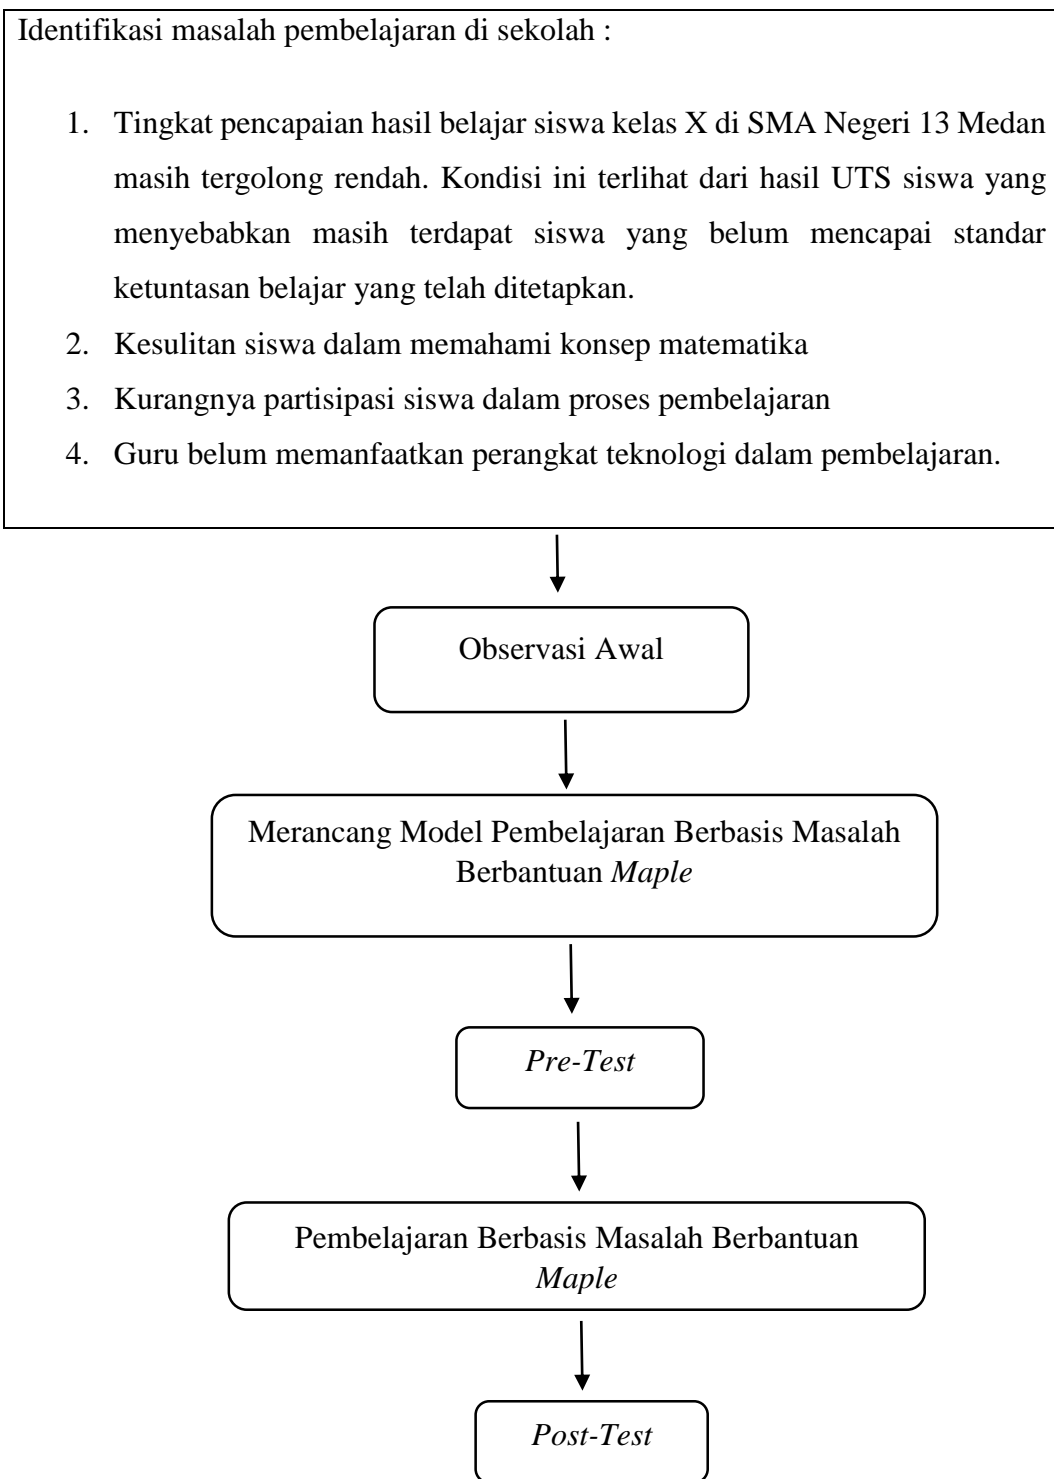 Identifikasi masalah pembelajaran di sekolah :
1. Tingkat pencapaian hasil belajar siswa kelas X di SMA Negeri 13 Medan
masih tergolong rendah. Kondisi ini terlihat dari hasil UTS siswa yang
menyebabkan masih terdapat siswa yang belum mencapai standar
ketuntasan belajar yang telah ditetapkan.
2. Kesulitan siswa dalam memahami konsep matematika
3. Kurangnya partisipasi siswa dalam proses pembelajaran
4. Guru belum memanfaatkan perangkat teknologi dalam pembelajaran.
Observasi Awal
Merancang Model Pembelajaran Berbasis Masalah
Berbantuan Maple
Pre-Test
Pembelajaran Berbasis Masalah Berbantuan
Maple
Post-Test